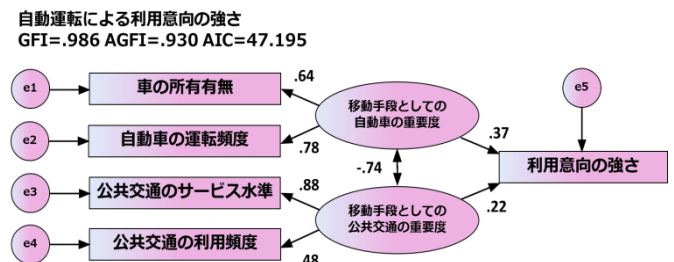 自動運転による利用意向の強さ
GFI=.986 AGFI=.930 AIC=47.195
e1
車の所有有無
.64
移動手段としての
自動車の重要度
e5
e2
自動車の運転頻度
.78
.37
-.74
利用意向の強さ
e3
公共交通のサービス水準
.88
移動手段としての
公共交通の重要度
.22
e4
公共交通の利用頻度
.48